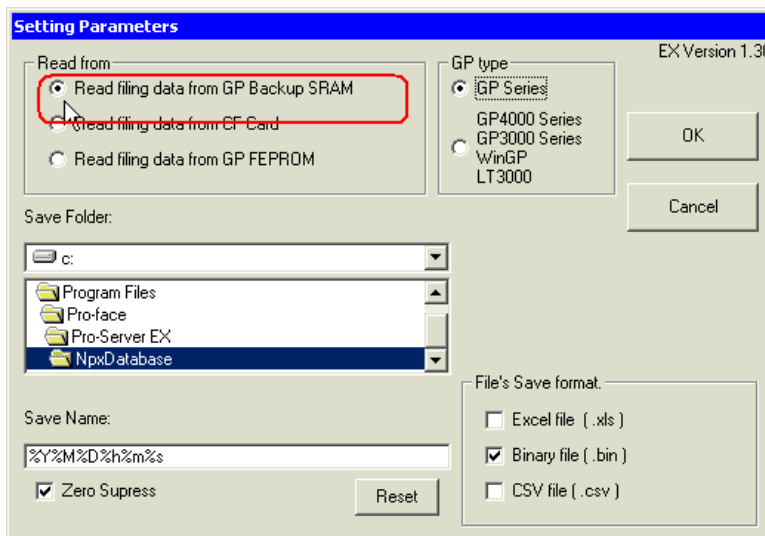 Setting Parameters
Read from
Read filing data from GP Backup SRAM
Read filing data from CF Card
Read filing data from GP FEPROM
GP type
GP Series
GP4000 Series
GP3000 Series
WinGP
LT3000
EX Version 1.30
OK
Cancel
Save Folder:
c:
Program Files
Pro-face
Pro-Server EX
NpxDatabase
Save Name:
%Y%M%D%h%m%s
Zero Supress
Reset
File's Save format.
Excel file ( .xls )
Binary file ( .bin )
CSV file ( .csv )